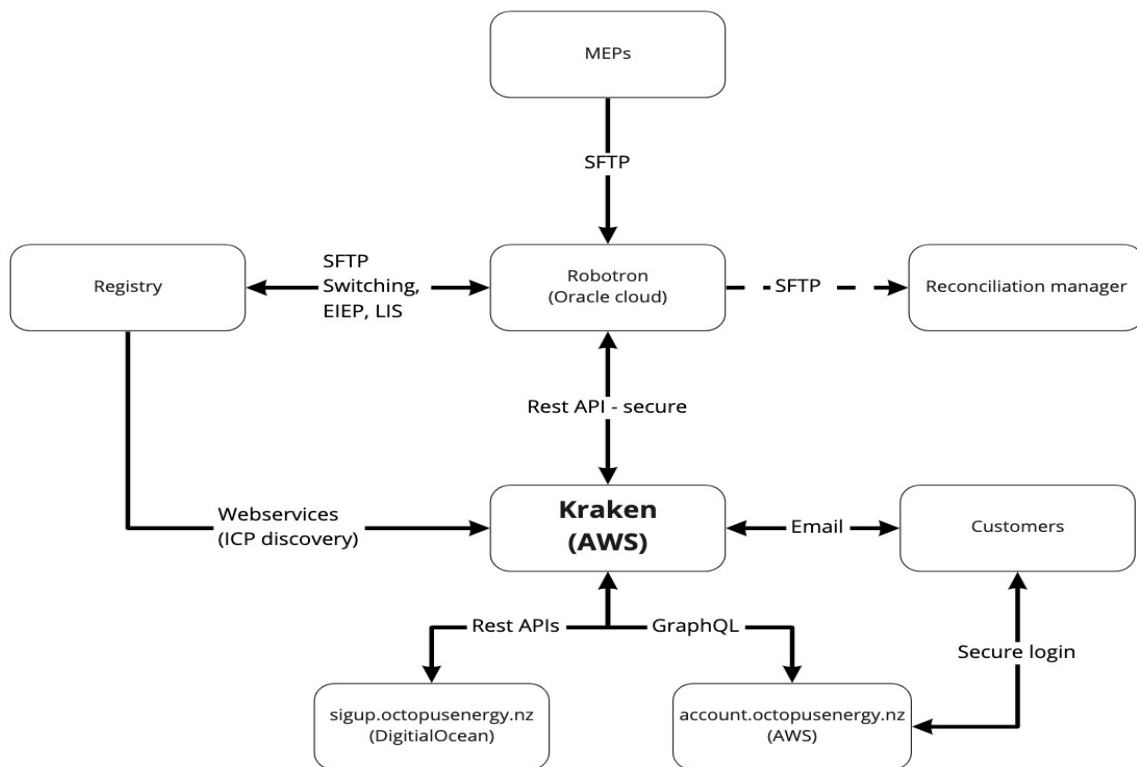 MEPs
SFTP
Registry
SFTP
Switching,
EIEP, LIS
Robotron
(Oracle cloud)
SFTP
Reconciliation manager
Rest API - secure
Webservices
(ICP discovery)
Kraken
(AWS)
Email
Customers
Rest APIs
GraphQL
Secure login
sigup.octopusenergy.nz
(DigitialOcean)
account.octopusenergy.nz
(AWS)